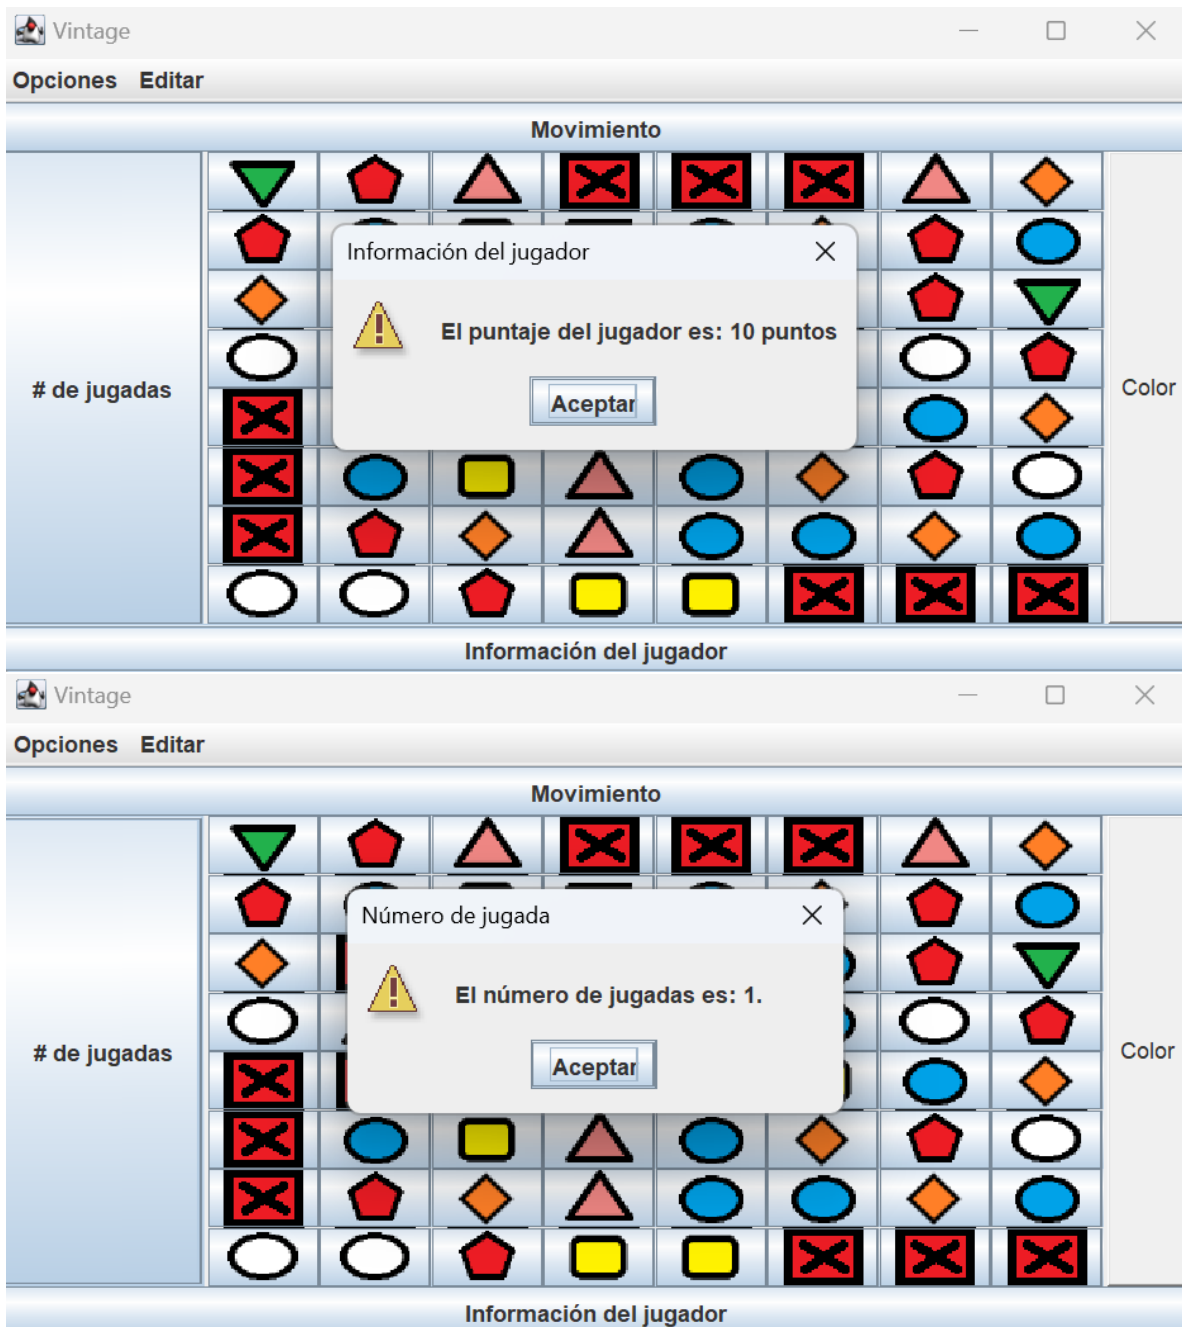 Vintage
Opciones Editar
Movimiento
Información del jugador
El puntaje del jugador es: 10 puntos
# de jugadas
Color
Aceptar
Información del jugador
Vintage
Opciones Editar
Movimiento
Número de jugada
El número de jugadas es: 1.
# de jugadas
Color
Aceptar
Información del jugador